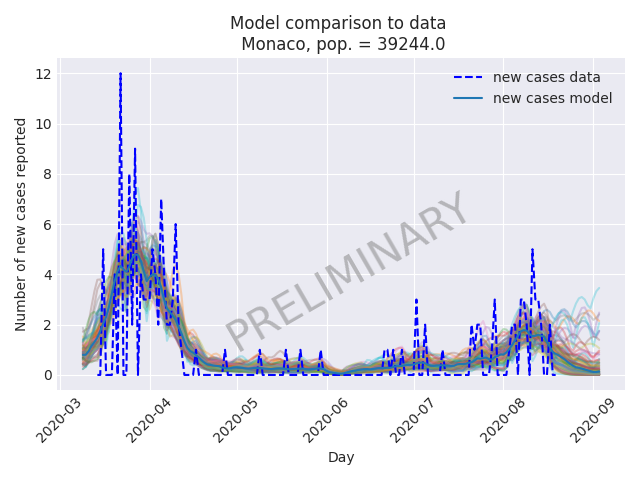 Model comparison to data
Monaco, pop. = 39244.0
new cases data
new cases model
Number of new cases reported
12
10
8
6
4
2
0
PRELIMINARY
2020-03
2020-04
2020-05
2020-06
2020-07
2020-08
2020-09
Day